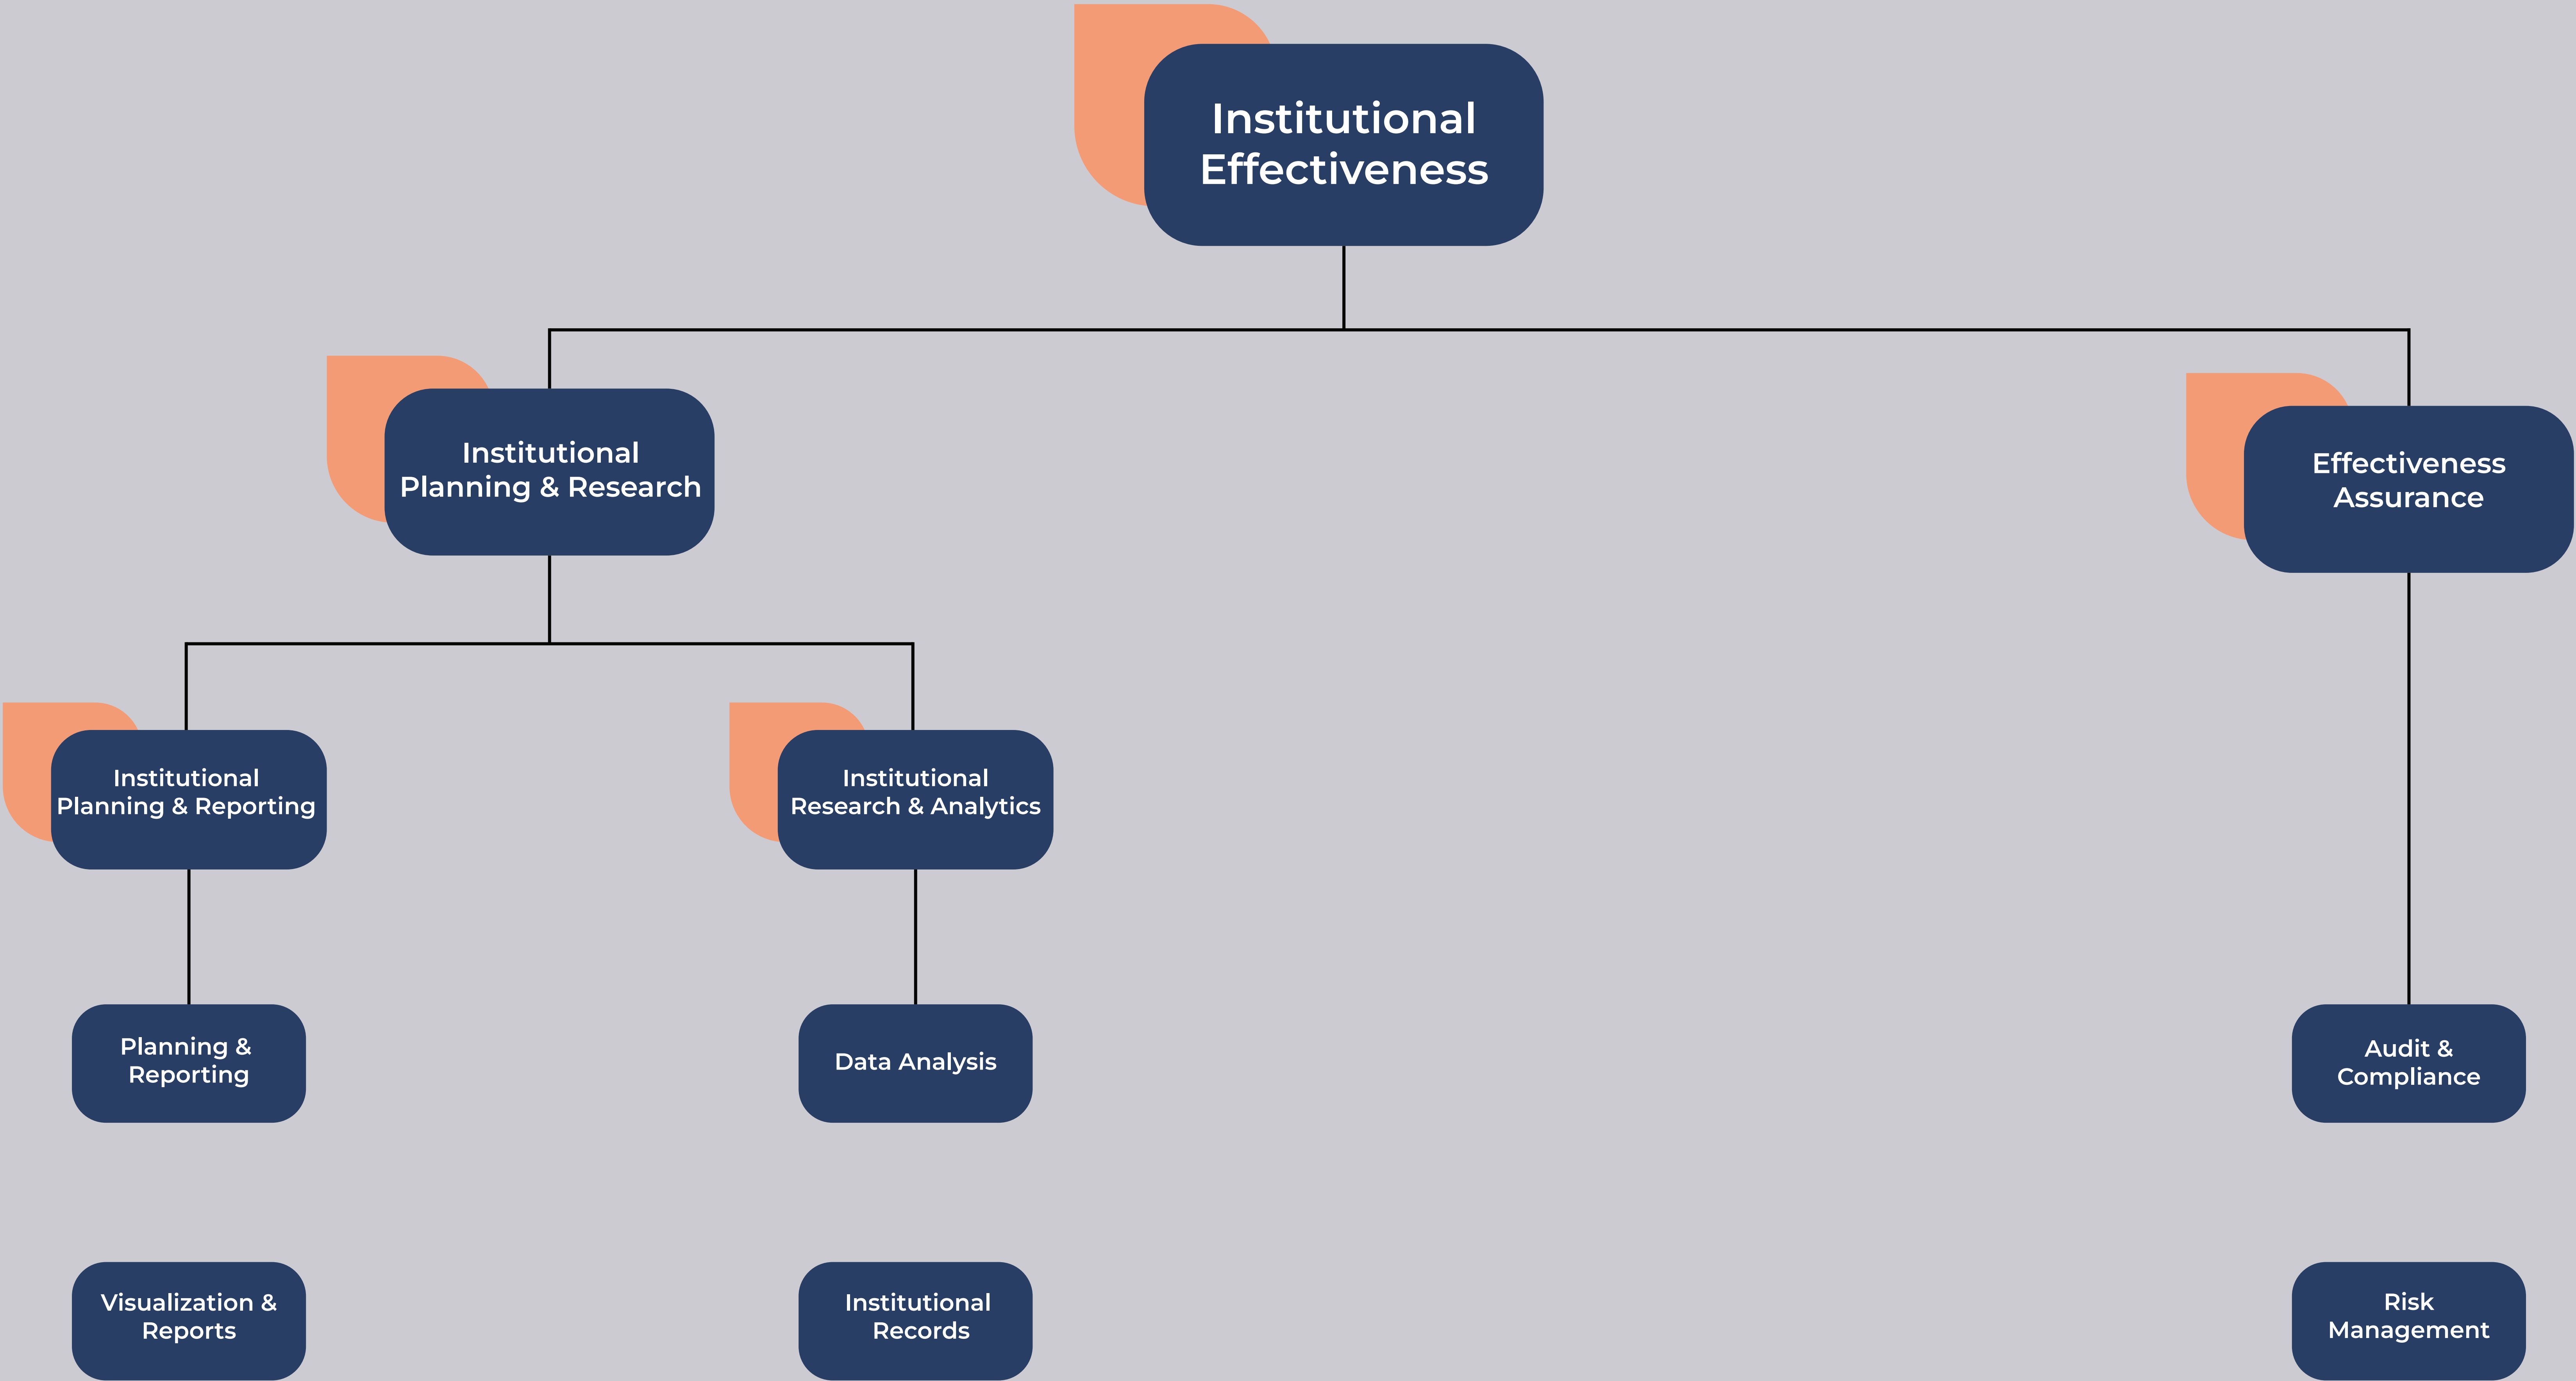 Institutional
Effectiveness
Institutional
Planning & Research
Effectiveness
Assurance
Institutional
Planning & Reporting
Institutional
Research & Analytics
Planning &
Reporting
Data Analysis
Audit &
Compliance
Visualization &
Reports
Institutional
Records
Risk
Management